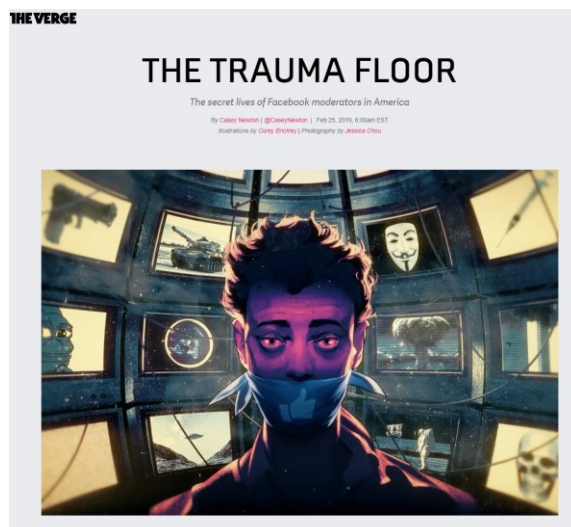 THE VERGE
THE TRAUMA FLOOR
The secret lives of Facebook moderators in America
By Casey Newton | @CaseyNewton | Feb 25, 2019, 8:00am EST
Illustrations by Corey Brickley | Photography by Jessica Chou